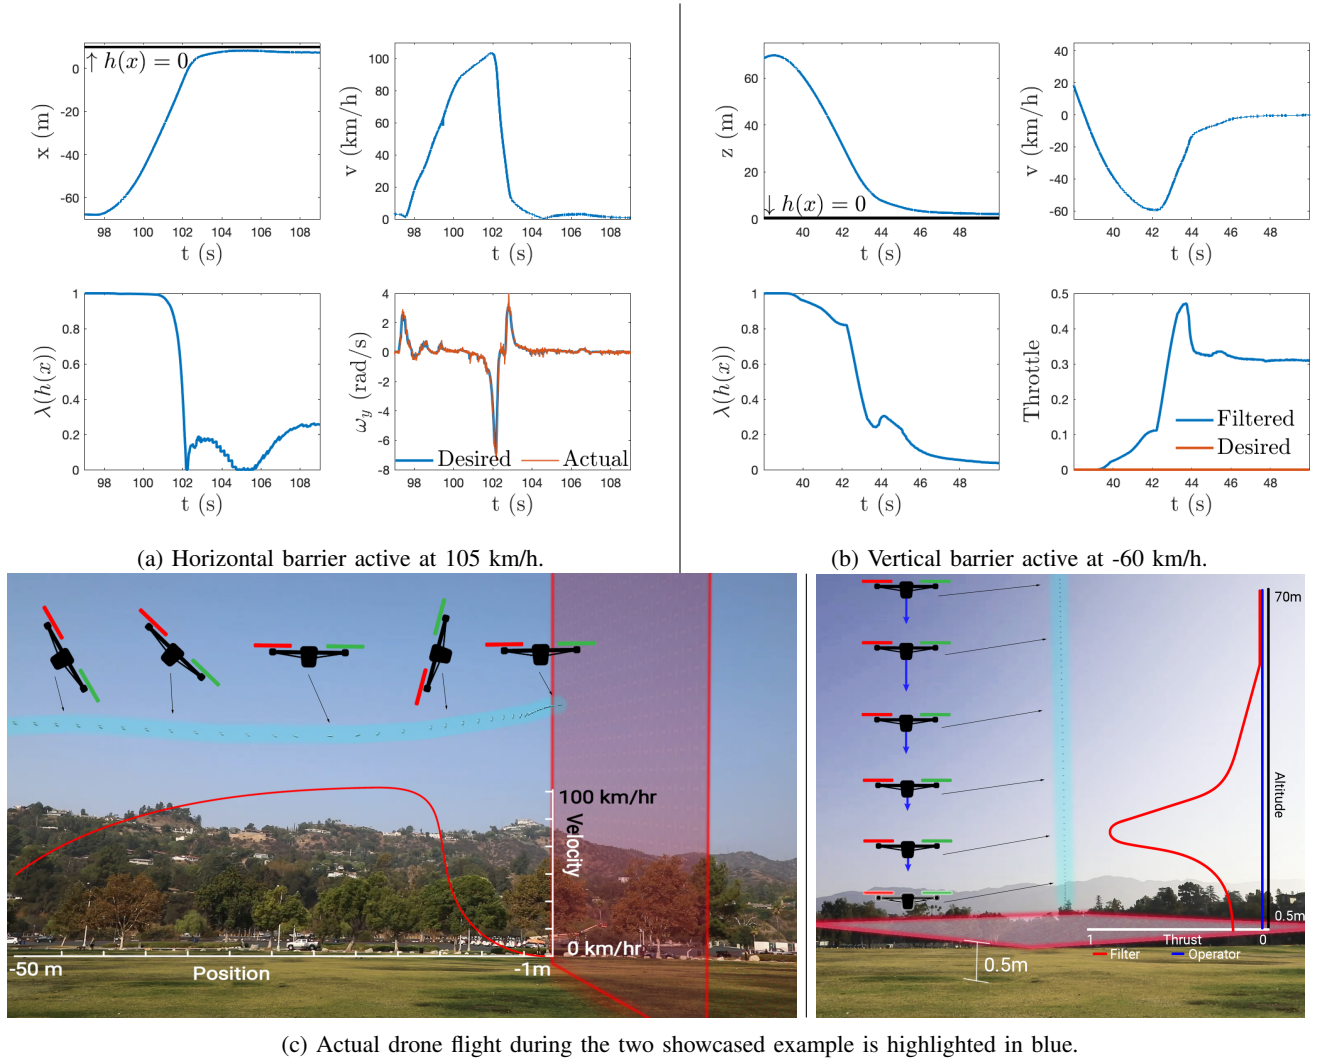 x (m)
0
-20
-40
-60
↑ h(x) = 0
98 100 102 104 106 108
t (s)
v (km/h)
100
80
60
40
20
0
98 100 102 104 106 108
t (s)
λ(h(x))
1
0.8
0.6
0.4
0.2
0
98 100 102 104 106 108
t (s)
ω_y (rad/s)
4
2
0
-2
-4
-6
-8
Desired Actual
98 100 102 104 106 108
t (s)
(a) Horizontal barrier active at 105 km/h.
z (m)
60
40
20
0
↓ h(x) = 0
40 42 44 46 48
t (s)
v (km/h)
40
20
0
-20
-40
-60
40 42 44 46 48
t (s)
λ(h(x))
1
0.8
0.6
0.4
0.2
0
40 42 44 46 48
t (s)
Throttle
0.5
0.4
0.3
0.2
0.1
0
Filtered
Desired
40 42 44 46 48
t (s)
(b) Vertical barrier active at -60 km/h.
100 km/hr
Velocity
0 km/hr
-50 m
Position
-1m
70m
Altitude
0.5m
1
Thrust
0
Filter
Operator
0.5m
(c) Actual drone flight during the two showcased example is highlighted in blue.